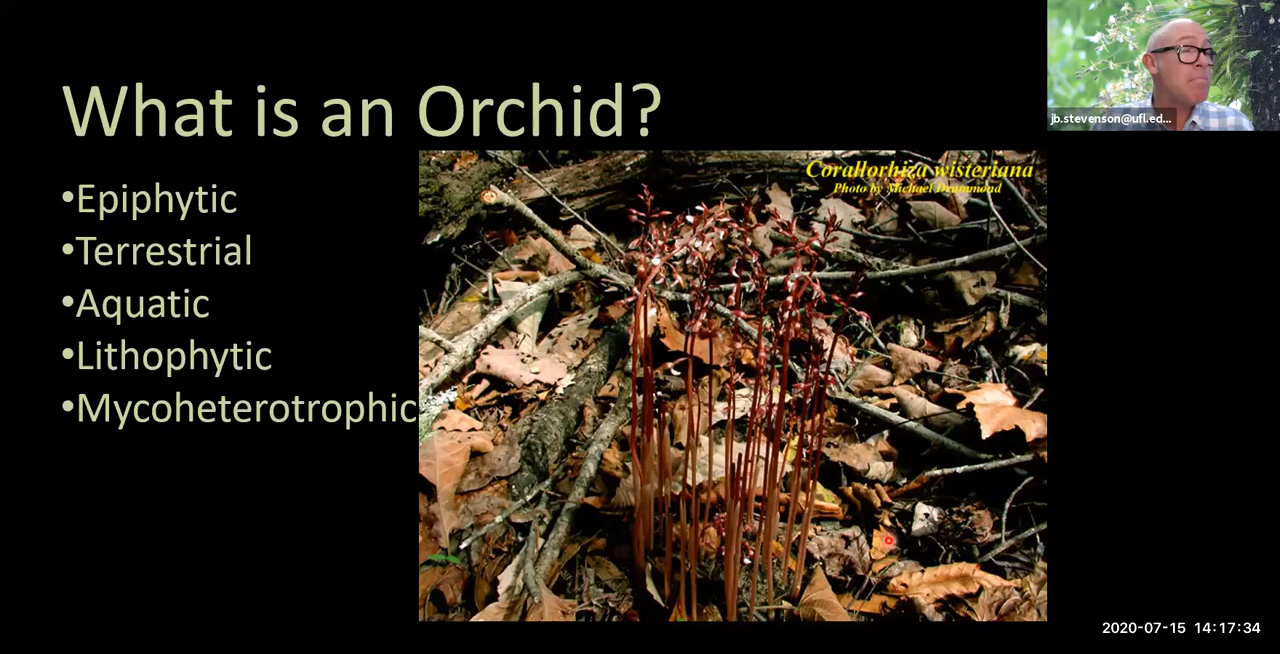 What is an Orchid?
•Epiphytic
•Terrestrial
•Aquatic
•Lithophytic
•Mycoheterotrophic
Corallorhiza wisteriana
Photo by Michael Drummond
jb.stevenson@ufl.ed...
2020-07-15 14:17:34